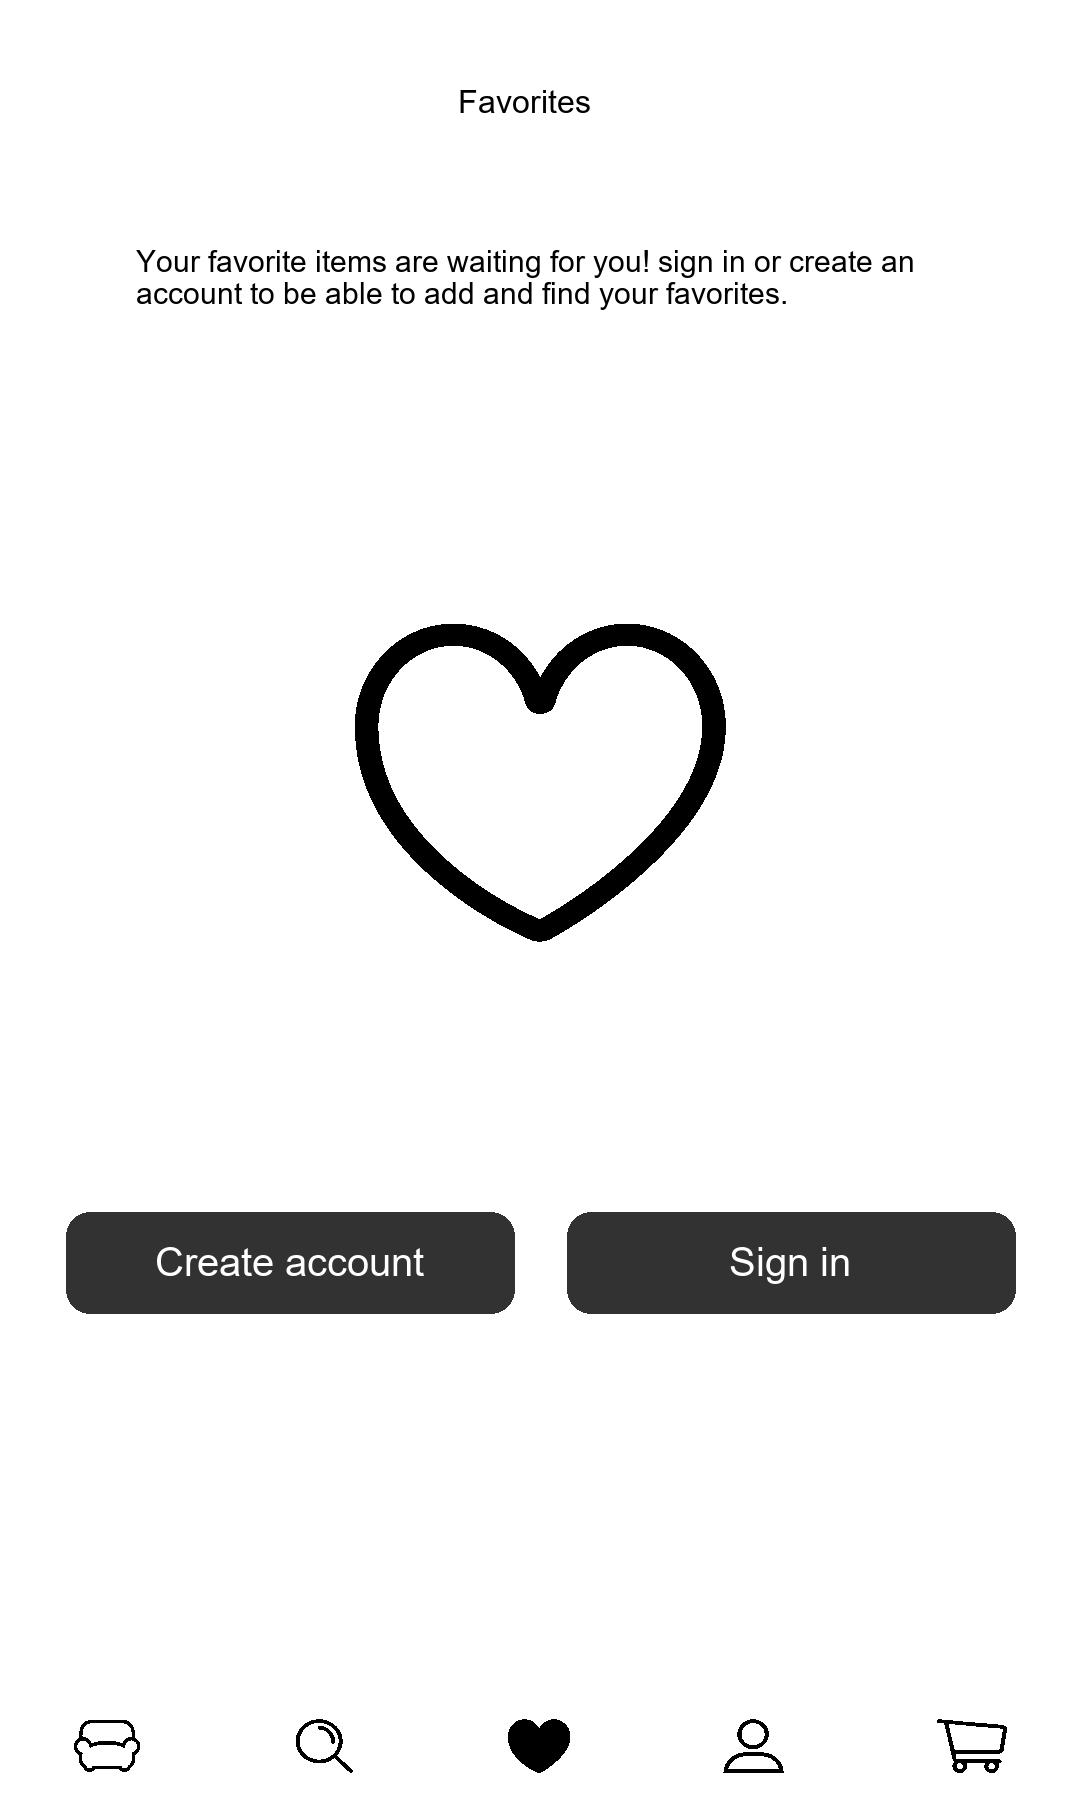 Favorites
Your favorite items are waiting for you! sign in or create an
account to be able to add and find your favorites.
Create account
Sign in